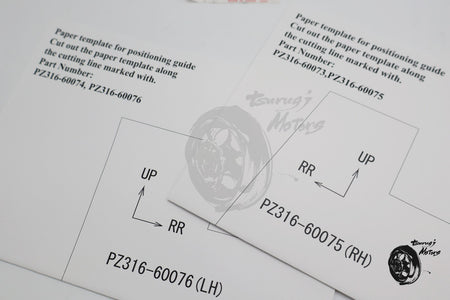 Paper template for positioning guide
Cut out the paper template along
the cutting line marked with.
Part Number:
PZ316-60074, PZ316-60076
UP
RR
PZ316-60076(LH)
Paper template for positioning guide
Cut out the paper template along
the cutting line marked with.
Part Number:
PZ316-60073,PZ316-60075
UP
RR
PZ316-60075(RH)
tsurugi
Motors
tsurugi
Motors